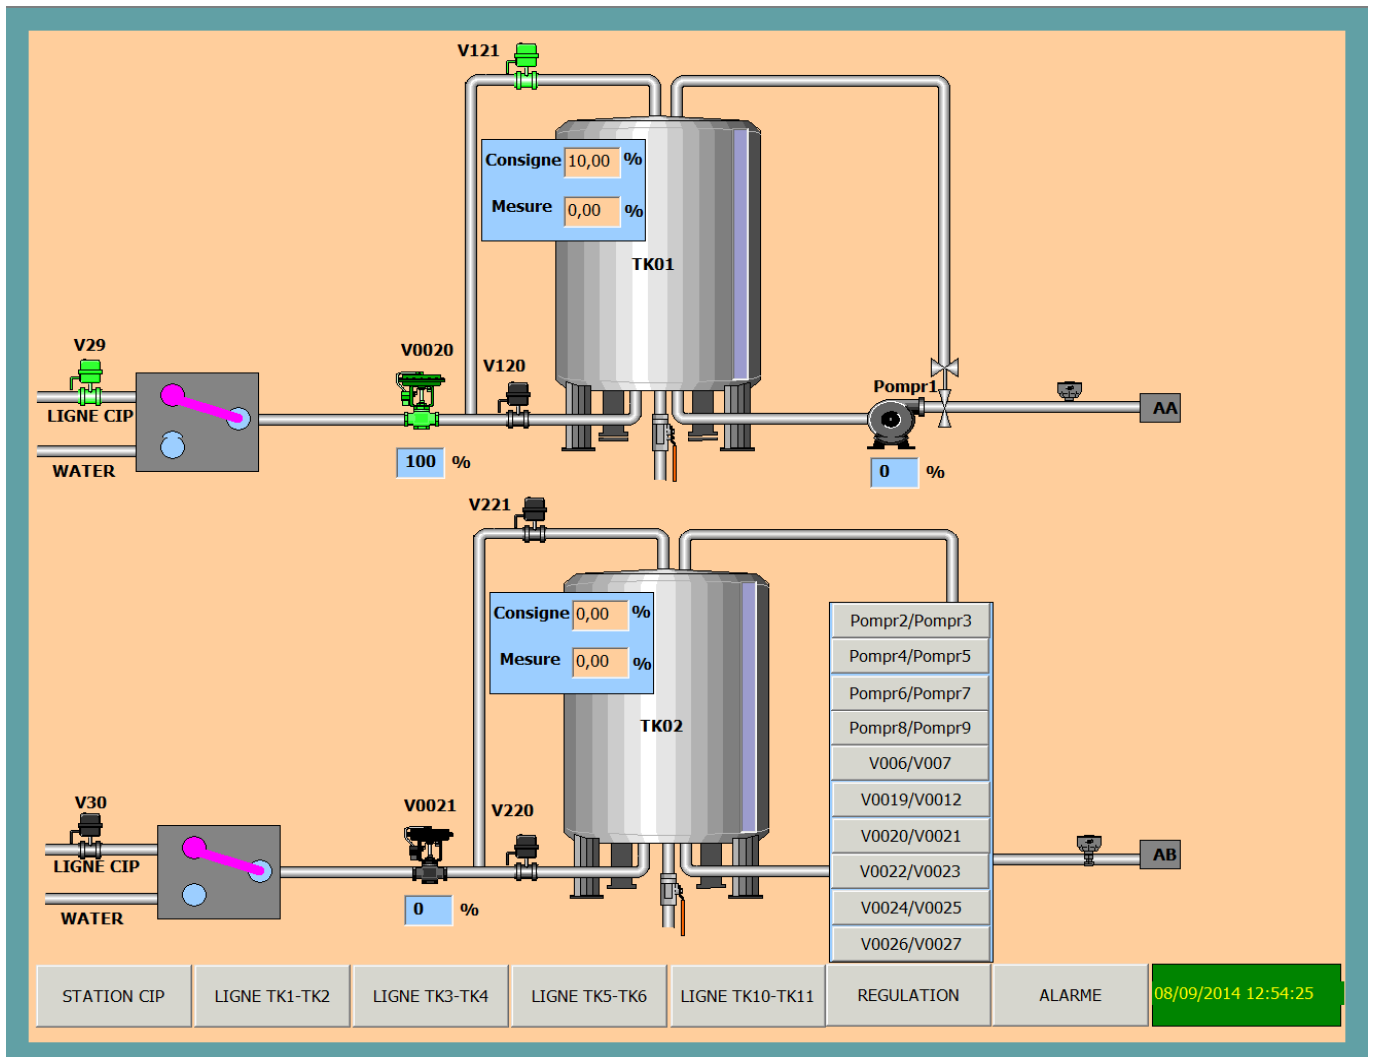 V121
Consigne 10,00 %
Mesure 0,00 %
TK01
V29
V0020
V120
Pompr1
LIGNE CIP
AA
WATER
100 %
0 %
V221
Consigne 0,00 %
Mesure 0,00 %
TK02
Pompr2/Pompr3
Pompr4/Pompr5
Pompr6/Pompr7
Pompr8/Pompr9
V006/V007
V0019/V0012
V0020/V0021
V0022/V0023
V0024/V0025
V0026/V0027
V30
V0021
V220
LIGNE CIP
AB
WATER
0 %
STATION CIP
LIGNE TK1-TK2
LIGNE TK3-TK4
LIGNE TK5-TK6
LIGNE TK10-TK11
REGULATION
ALARME
08/09/2014 12:54:25